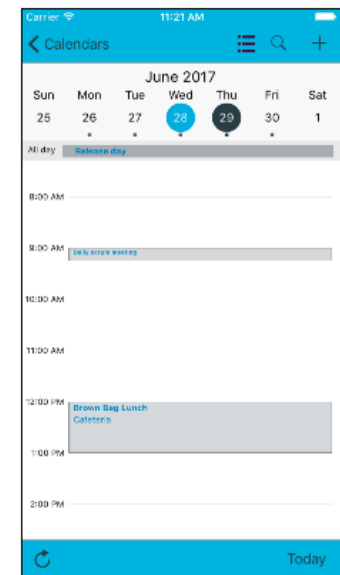 Carrier 11:21 AM
Calendars
June 2017
Sun Mon Tue Wed Thu Fri Sat
25 26 27 28 29 30 1
All day Release day
8:00 AM
9:00 AM Daily scrum meeting
10:00 AM
11:00 AM
12:00 PM Brown Bag Lunch
Cafeteria
1:00 PM
2:00 PM
Today